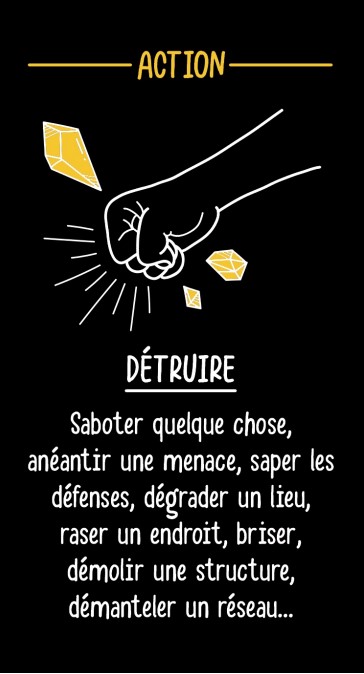 ACTION
DÉTRUIRE
Saboter quelque chose,
anéantir une menace, saper les
défenses, dégrader un lieu,
raser un endroit, briser,
démolir une structure,
démanteler un réseau...